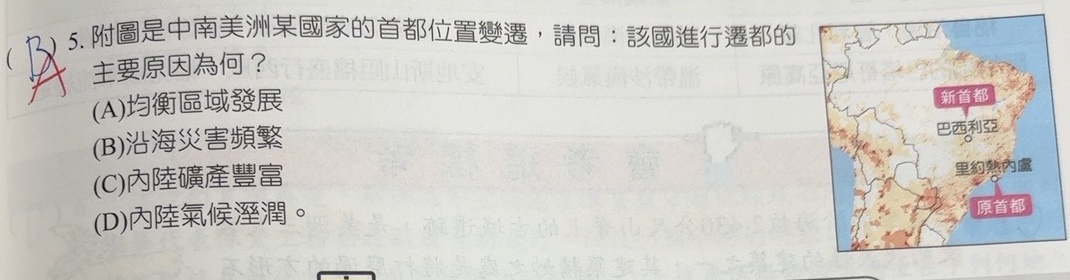 (B A) 5. 附圖是中南美洲某國家的首都位置變遷，請問：該國進行遷都的
主要原因為何？
(A)均衡區域發展
(B)沿海災害頻繁
(C)內陸礦產豐富
(D)內陸氣候溼潤。
新首都
巴西利亞
里約熱內盧
原首都